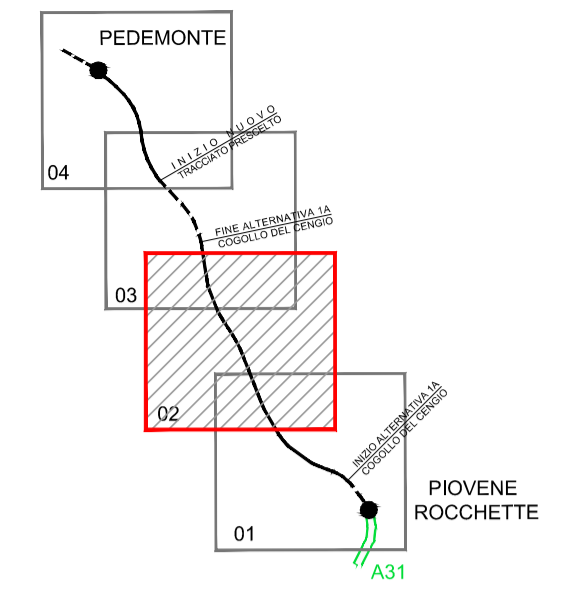 PEDEMONTE
INIZIO NUOVO
TRACCIATO PRESCELTO
04
FINE ALTERNATIVA 1A
COGOLLO DEL CENGIO
03
02
INIZIO ALTERNATIVA 1A
COGOLLO DEL CENGIO
PIOVENE
ROCCHETTE
01
A31